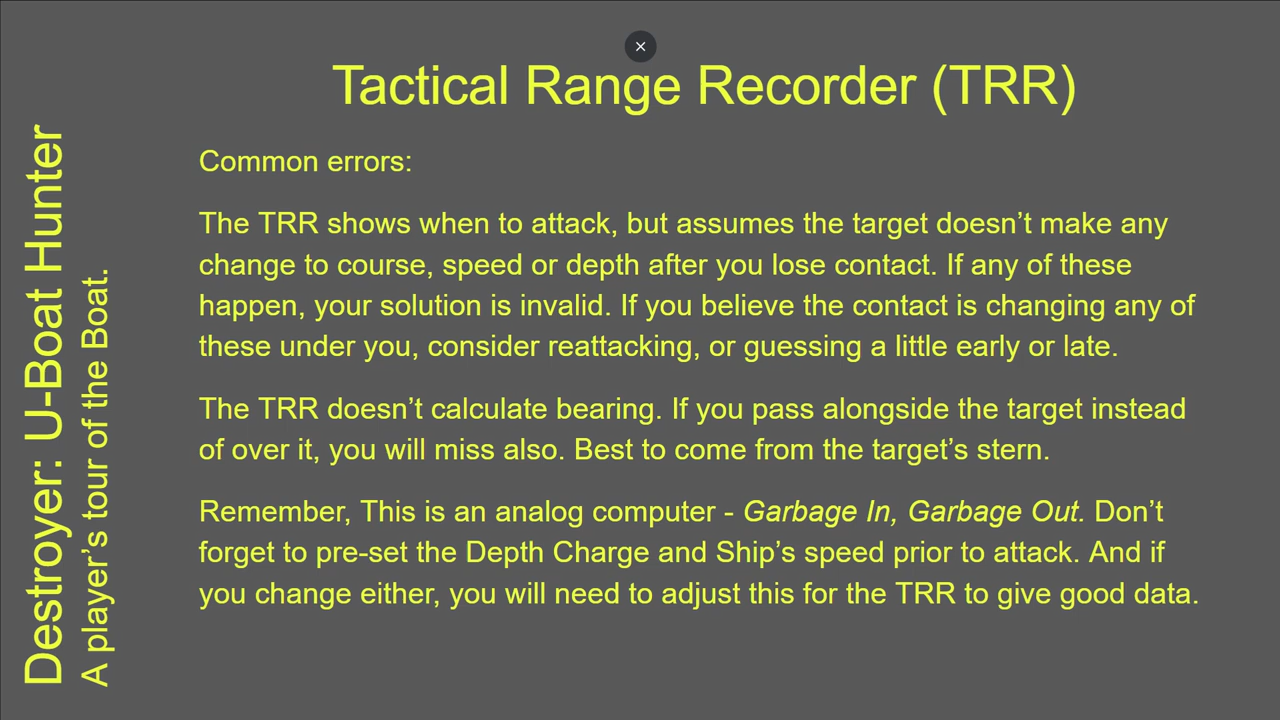 Tactical Range Recorder (TRR)
Destroyer: U-Boat Hunter
A player's tour of the Boat.
Common errors:
The TRR shows when to attack, but assumes the target doesn’t make any
change to course, speed or depth after you lose contact. If any of these
happen, your solution is invalid. If you believe the contact is changing any of
these under you, consider reattacking, or guessing a little early or late.
The TRR doesn’t calculate bearing. If you pass alongside the target instead
of over it, you will miss also. Best to come from the target’s stern.
Remember, This is an analog computer - Garbage In, Garbage Out. Don’t
forget to pre-set the Depth Charge and Ship’s speed prior to attack. And if
you change either, you will need to adjust this for the TRR to give good data.